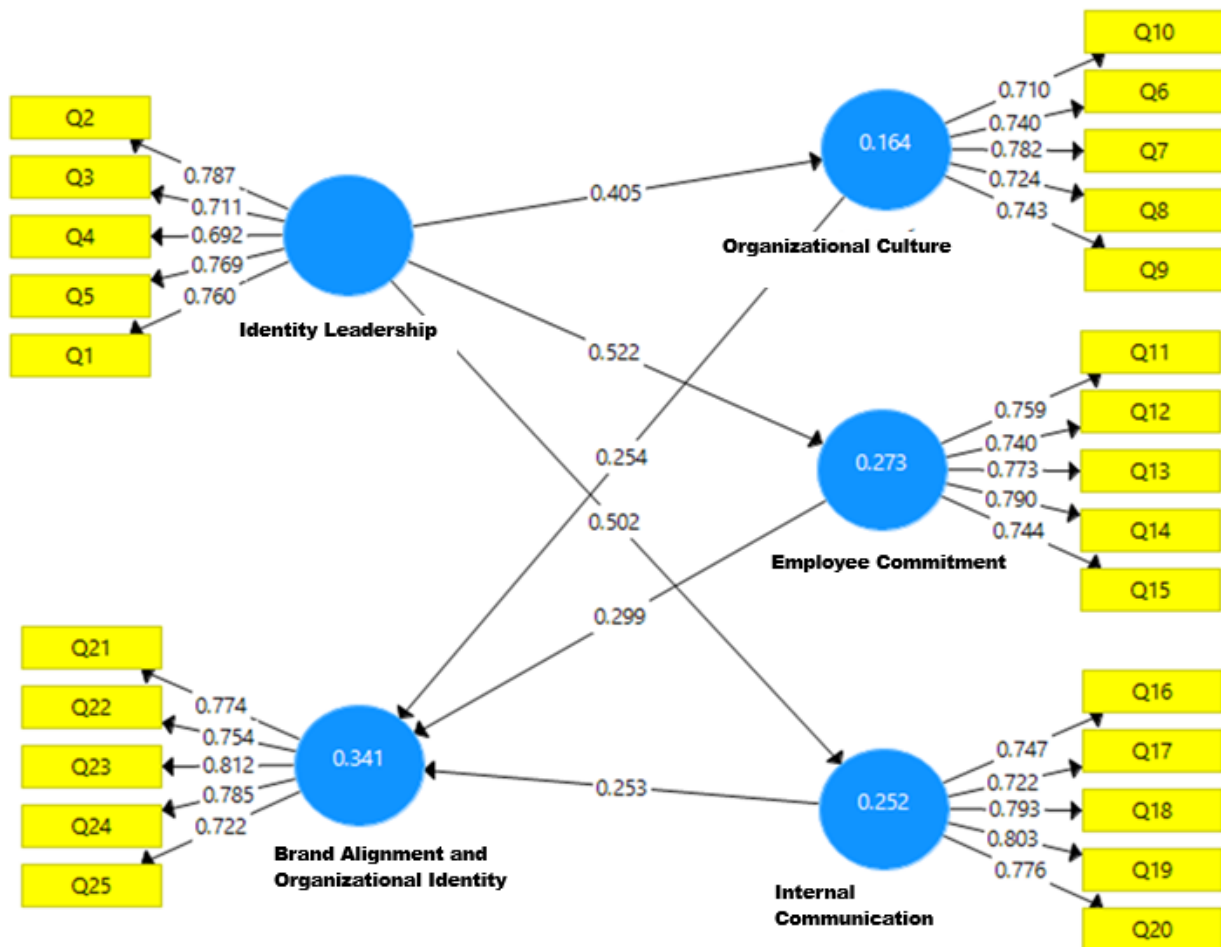 Q2
Q3
Q4
Q5
Q1
0.787
0.711
0.692
0.769
0.760
Identity Leadership
0.405
0.522
0.254
0.502
0.299
0.253
0.164
Organizational Culture
0.710
0.740
0.782
0.724
0.743
Q10
Q6
Q7
Q8
Q9
0.273
Employee Commitment
0.759
0.740
0.773
0.790
0.744
Q11
Q12
Q13
Q14
Q15
Q21
Q22
Q23
Q24
Q25
0.774
0.754
0.812
0.785
0.722
0.341
Brand Alignment and
Organizational Identity
0.252
Internal
Communication
0.747
0.722
0.793
0.803
0.776
Q16
Q17
Q18
Q19
Q20